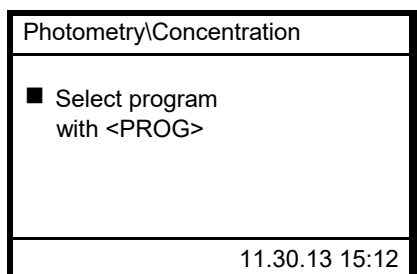 Photometry\Concentration
■ Select program
with <PROG>
11.30.13 15:12